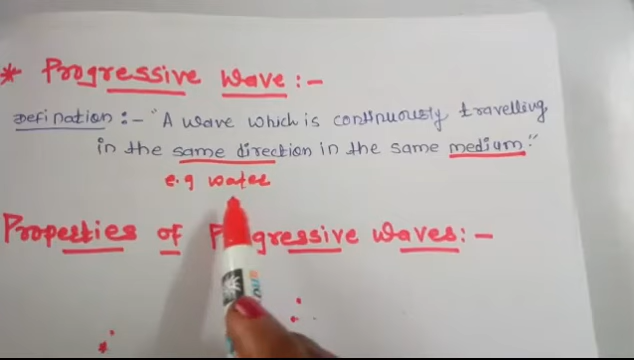 * Progressive Wave :-
Defination :- "A wave which is continuously travelling
in the same direction in the same medium."
e.g water
Properties of Progressive Waves :-